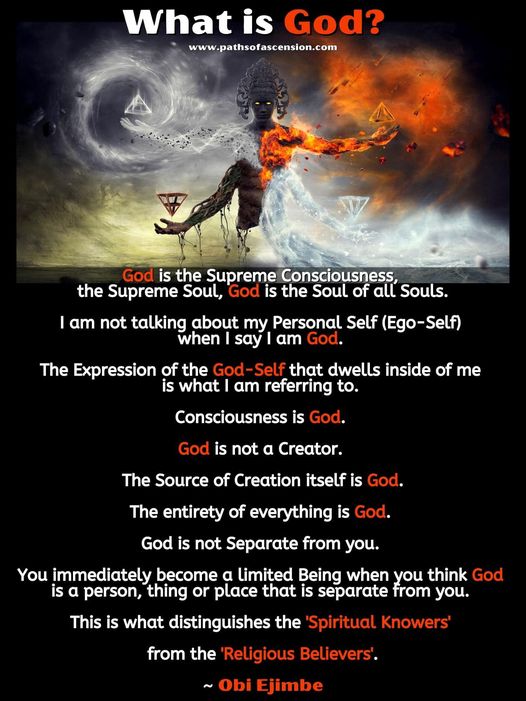 What is God?
www.pathsofascension.com
God is the Supreme Consciousness,
the Supreme Soul, God is the Soul of all Souls.
I am not talking about my Personal Self (Ego-Self)
when I say I am God.
The Expression of the God-Self that dwells inside of me
is what I am referring to.
Consciousness is God.
God is not a Creator.
The Source of Creation itself is God.
The entirety of everything is God.
God is not Separate from you.
You immediately become a limited Being when you think God
is a person, thing or place that is separate from you.
This is what distinguishes the 'Spiritual Knowers'
from the 'Religious Believers'.
~ Obi Ejimbe